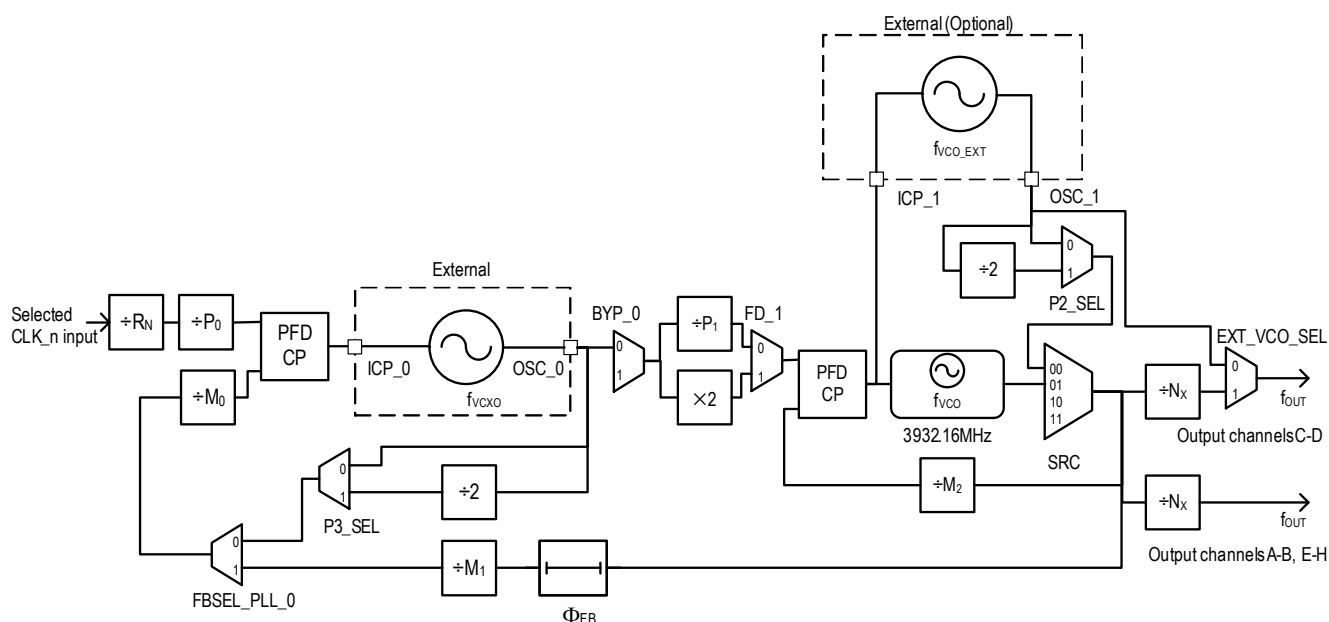 External (Optional)
fVCO_EXT
ICP_1
OSC_1
External
÷2
0
1
P2_SEL
Selected
CLK_n input
÷RN
÷P0
PFD
CP
ICP_0
OSC_0
fVCXO
BYP_0
0
1
÷P1
×2
FD_1
0
1
PFD
CP
fVCO
3932.16MHz
00
01
10
11
SRC
EXT_VCO_SEL
0
1
÷NX
fOUT
Output channels C-D
÷M0
÷M2
÷NX
fOUT
Output channels A-B, E-H
0
1
P3_SEL
÷2
0
1
FBSEL_PLL_0
÷M1
ΦFB